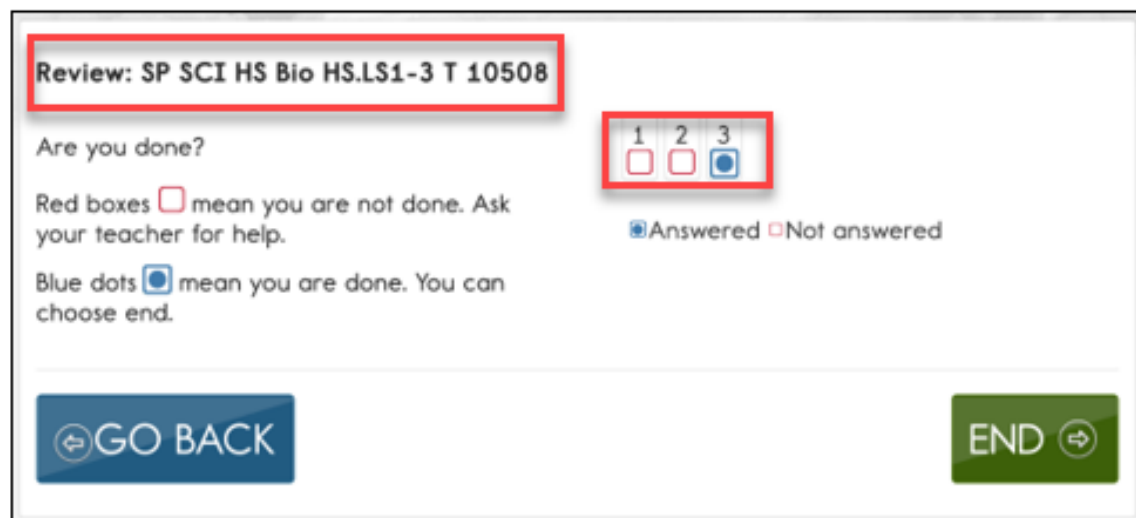 Review: SP SCI HS Bio HS.LS1-3 T 10508
Are you done?
Red boxes mean you are not done. Ask
your teacher for help.
Blue dots mean you are done. You can
choose end.
1 2 3
Answered Not answered
GO BACK
END